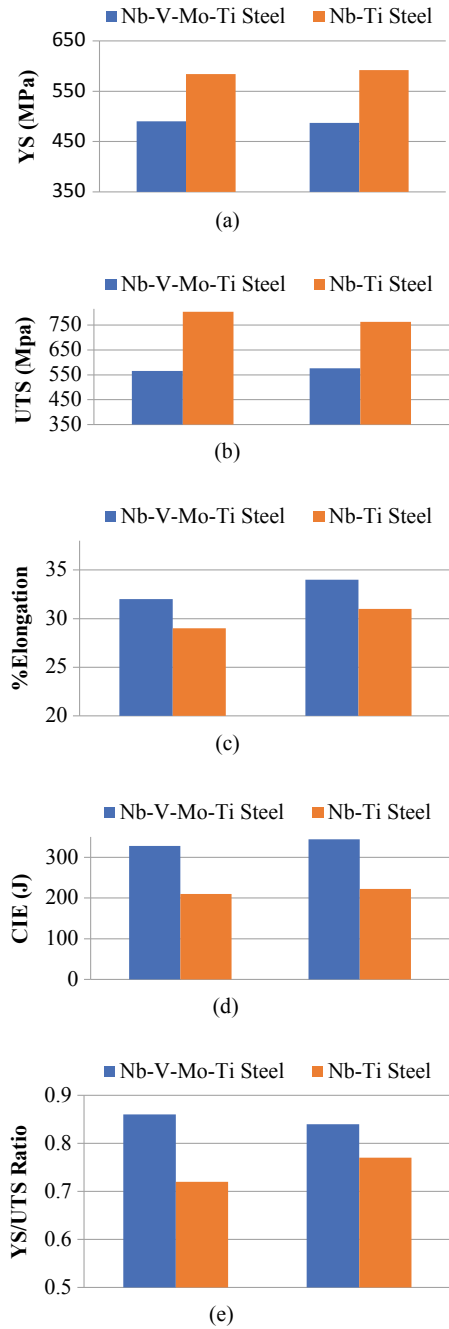 Nb-V-Mo-Ti Steel Nb-Ti Steel
650
550
450
350
YS (MPa)
(a)
Nb-V-Mo-Ti Steel Nb-Ti Steel
750
650
550
450
350
UTS (Mpa)
(b)
Nb-V-Mo-Ti Steel Nb-Ti Steel
35
30
25
20
%Elongation
(c)
Nb-V-Mo-Ti Steel Nb-Ti Steel
300
200
100
0
CIE (J)
(d)
Nb-V-Mo-Ti Steel Nb-Ti Steel
0.9
0.8
0.7
0.6
0.5
YS/UTS Ratio
(e)